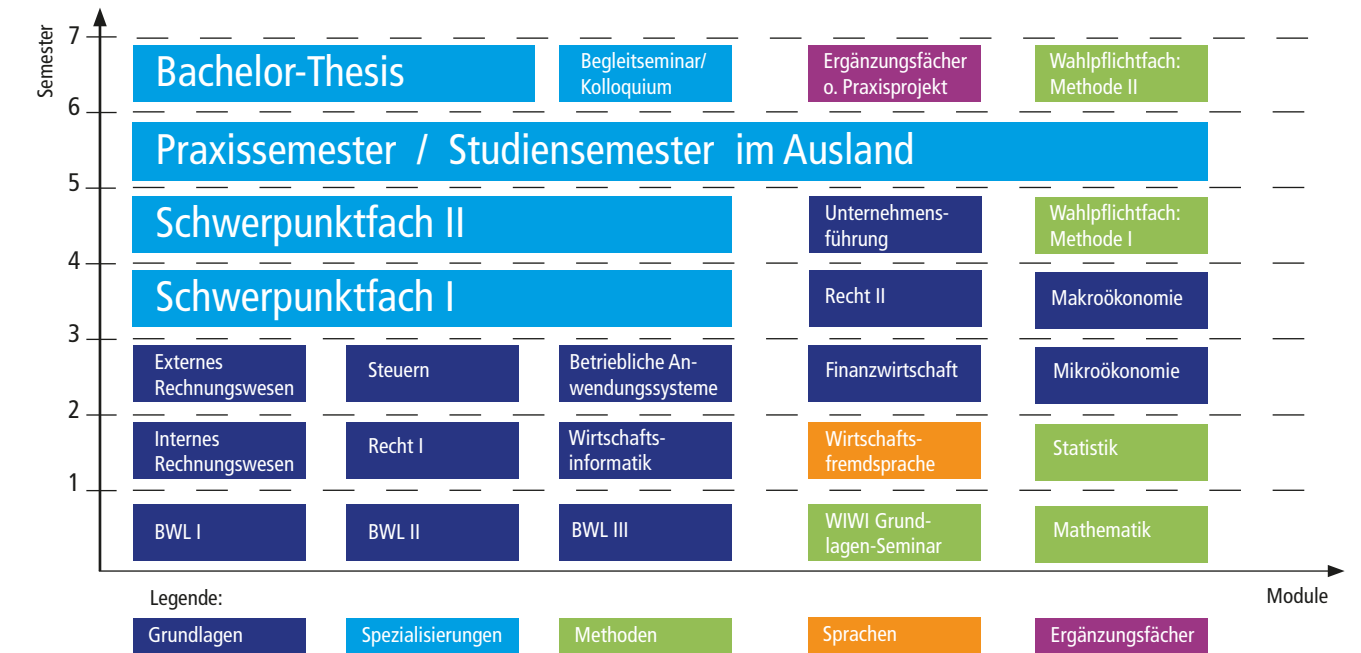 Semester
7
Bachelor-Thesis
Begleitseminar/
Kolloquium
Ergänzungsfächer
o. Praxisprojekt
Wahlpflichtfach:
Methode II
6
Praxissemester / Studiensemester im Ausland
5
Schwerpunktfach II
Unternehmens-
führung
Wahlpflichtfach:
Methode I
4
Schwerpunktfach I
Recht II
Makroökonomie
3
Externes
Rechnungswesen
Steuern
Betriebliche An-
wendungssysteme
Finanzwirtschaft
Mikroökonomie
2
Internes
Rechnungswesen
Recht I
Wirtschafts-
informatik
Wirtschafts-
fremdsprache
Statistik
1
BWL I
BWL II
BWL III
WIWI Grund-
lagen-Seminar
Mathematik
Module
Legende:
Grundlagen
Spezialisierungen
Methoden
Sprachen
Ergänzungsfächer